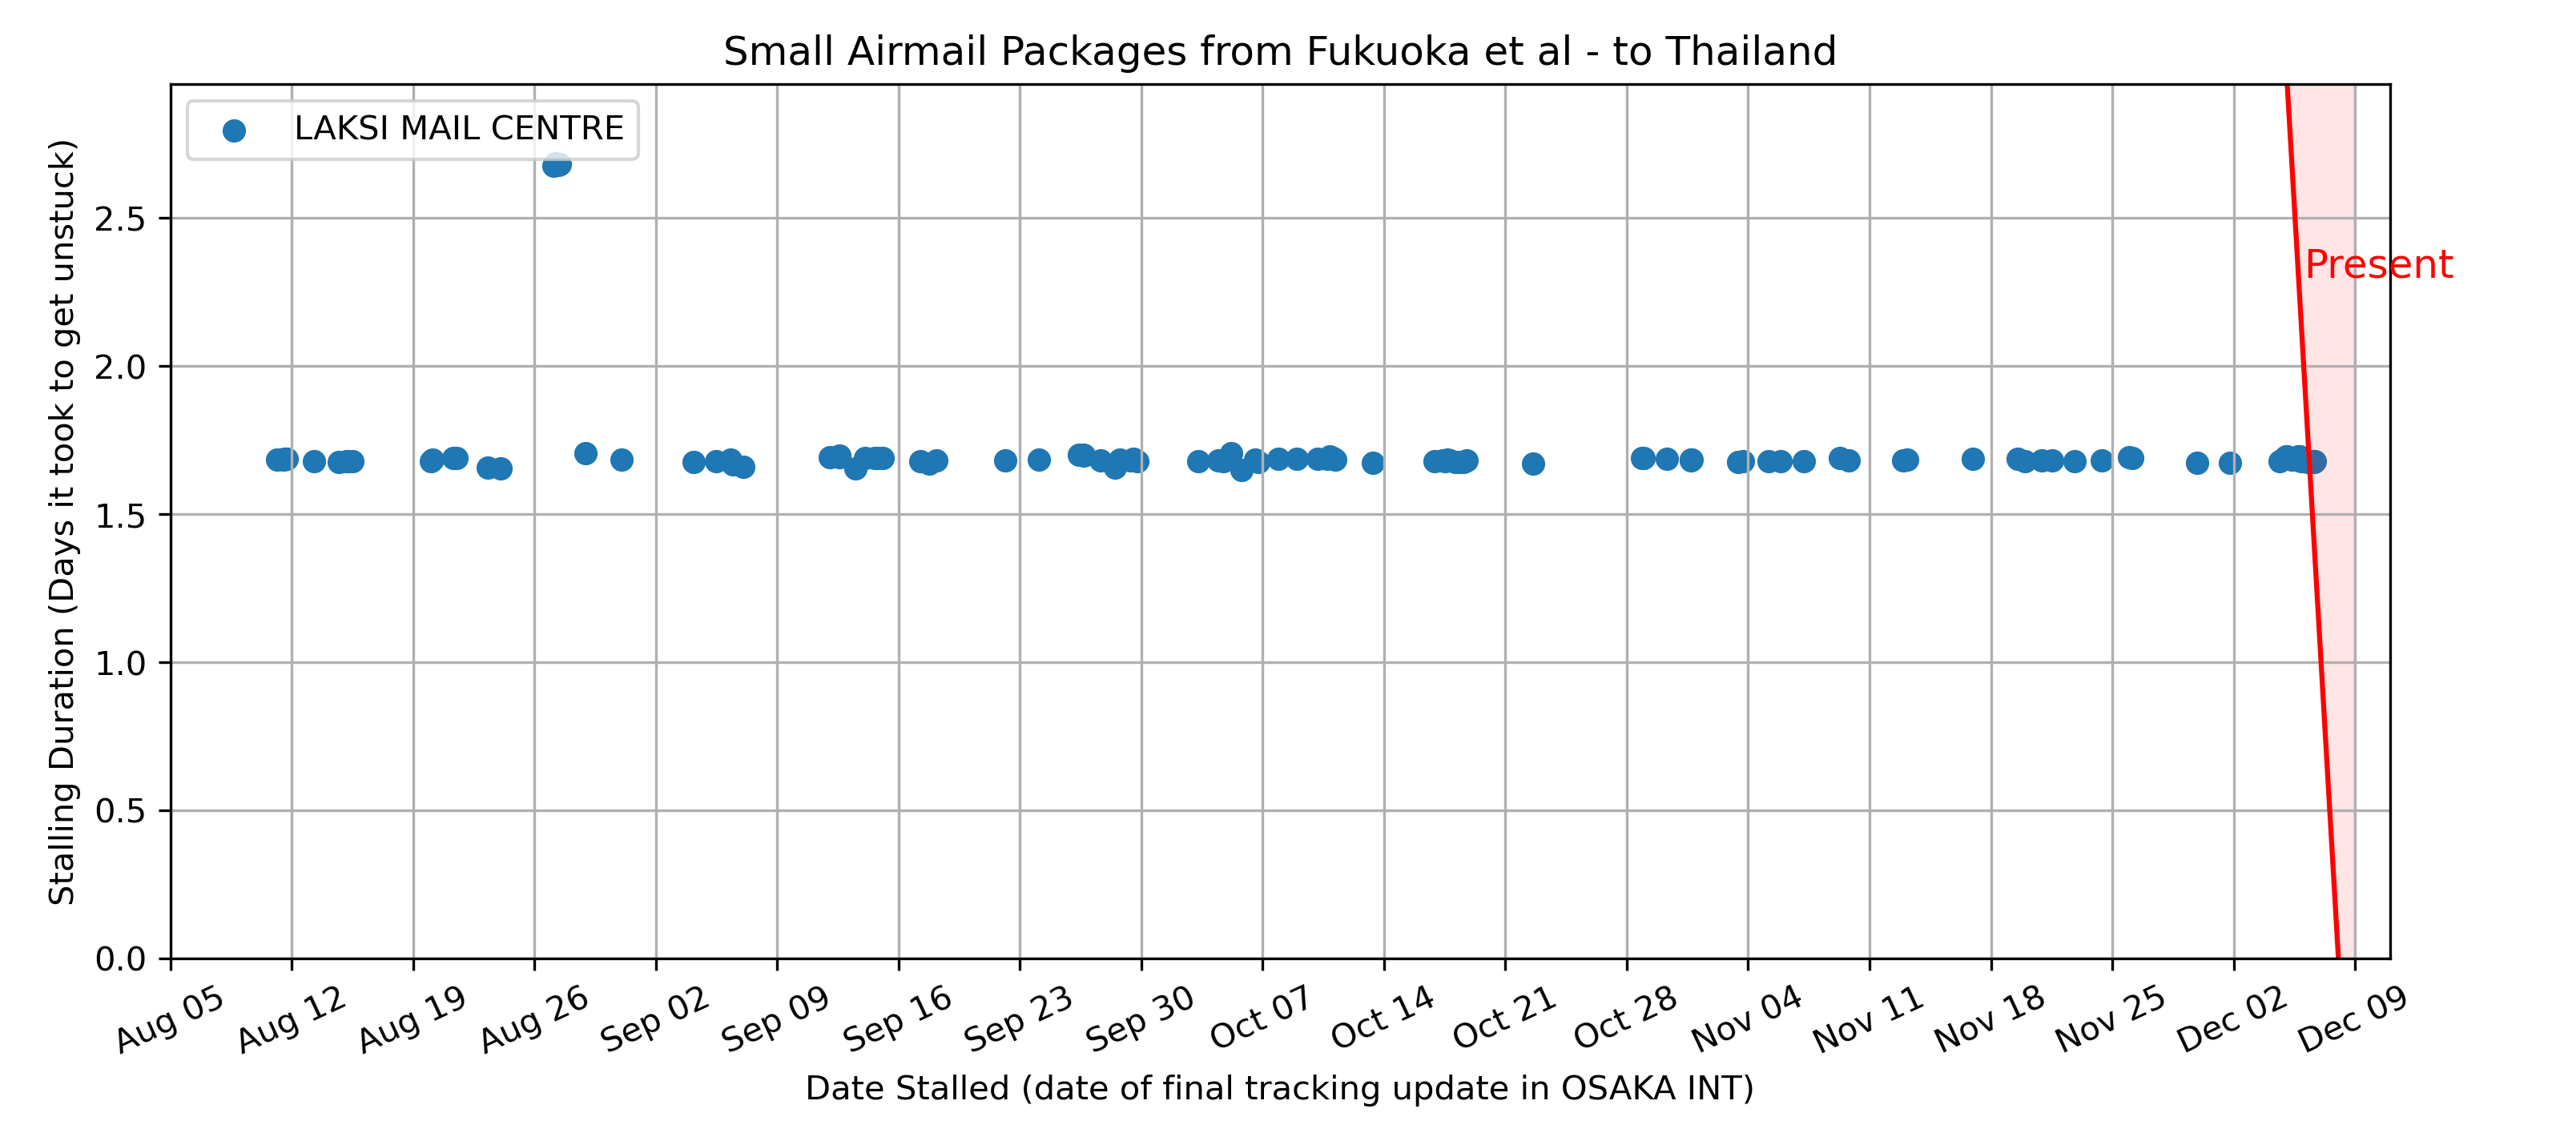 Small Airmail Packages from Fukuoka et al - to Thailand
LAKSI MAIL CENTRE
Present
Stalling Duration (Days it took to get unstuck)
2.5
2.0
1.5
1.0
0.5
0.0
Aug 05
Aug 12
Aug 19
Aug 26
Sep 02
Sep 09
Sep 16
Sep 23
Sep 30
Oct 07
Oct 14
Oct 21
Oct 28
Nov 04
Nov 11
Nov 18
Nov 25
Dec 02
Dec 09
Date Stalled (date of final tracking update in OSAKA INT)